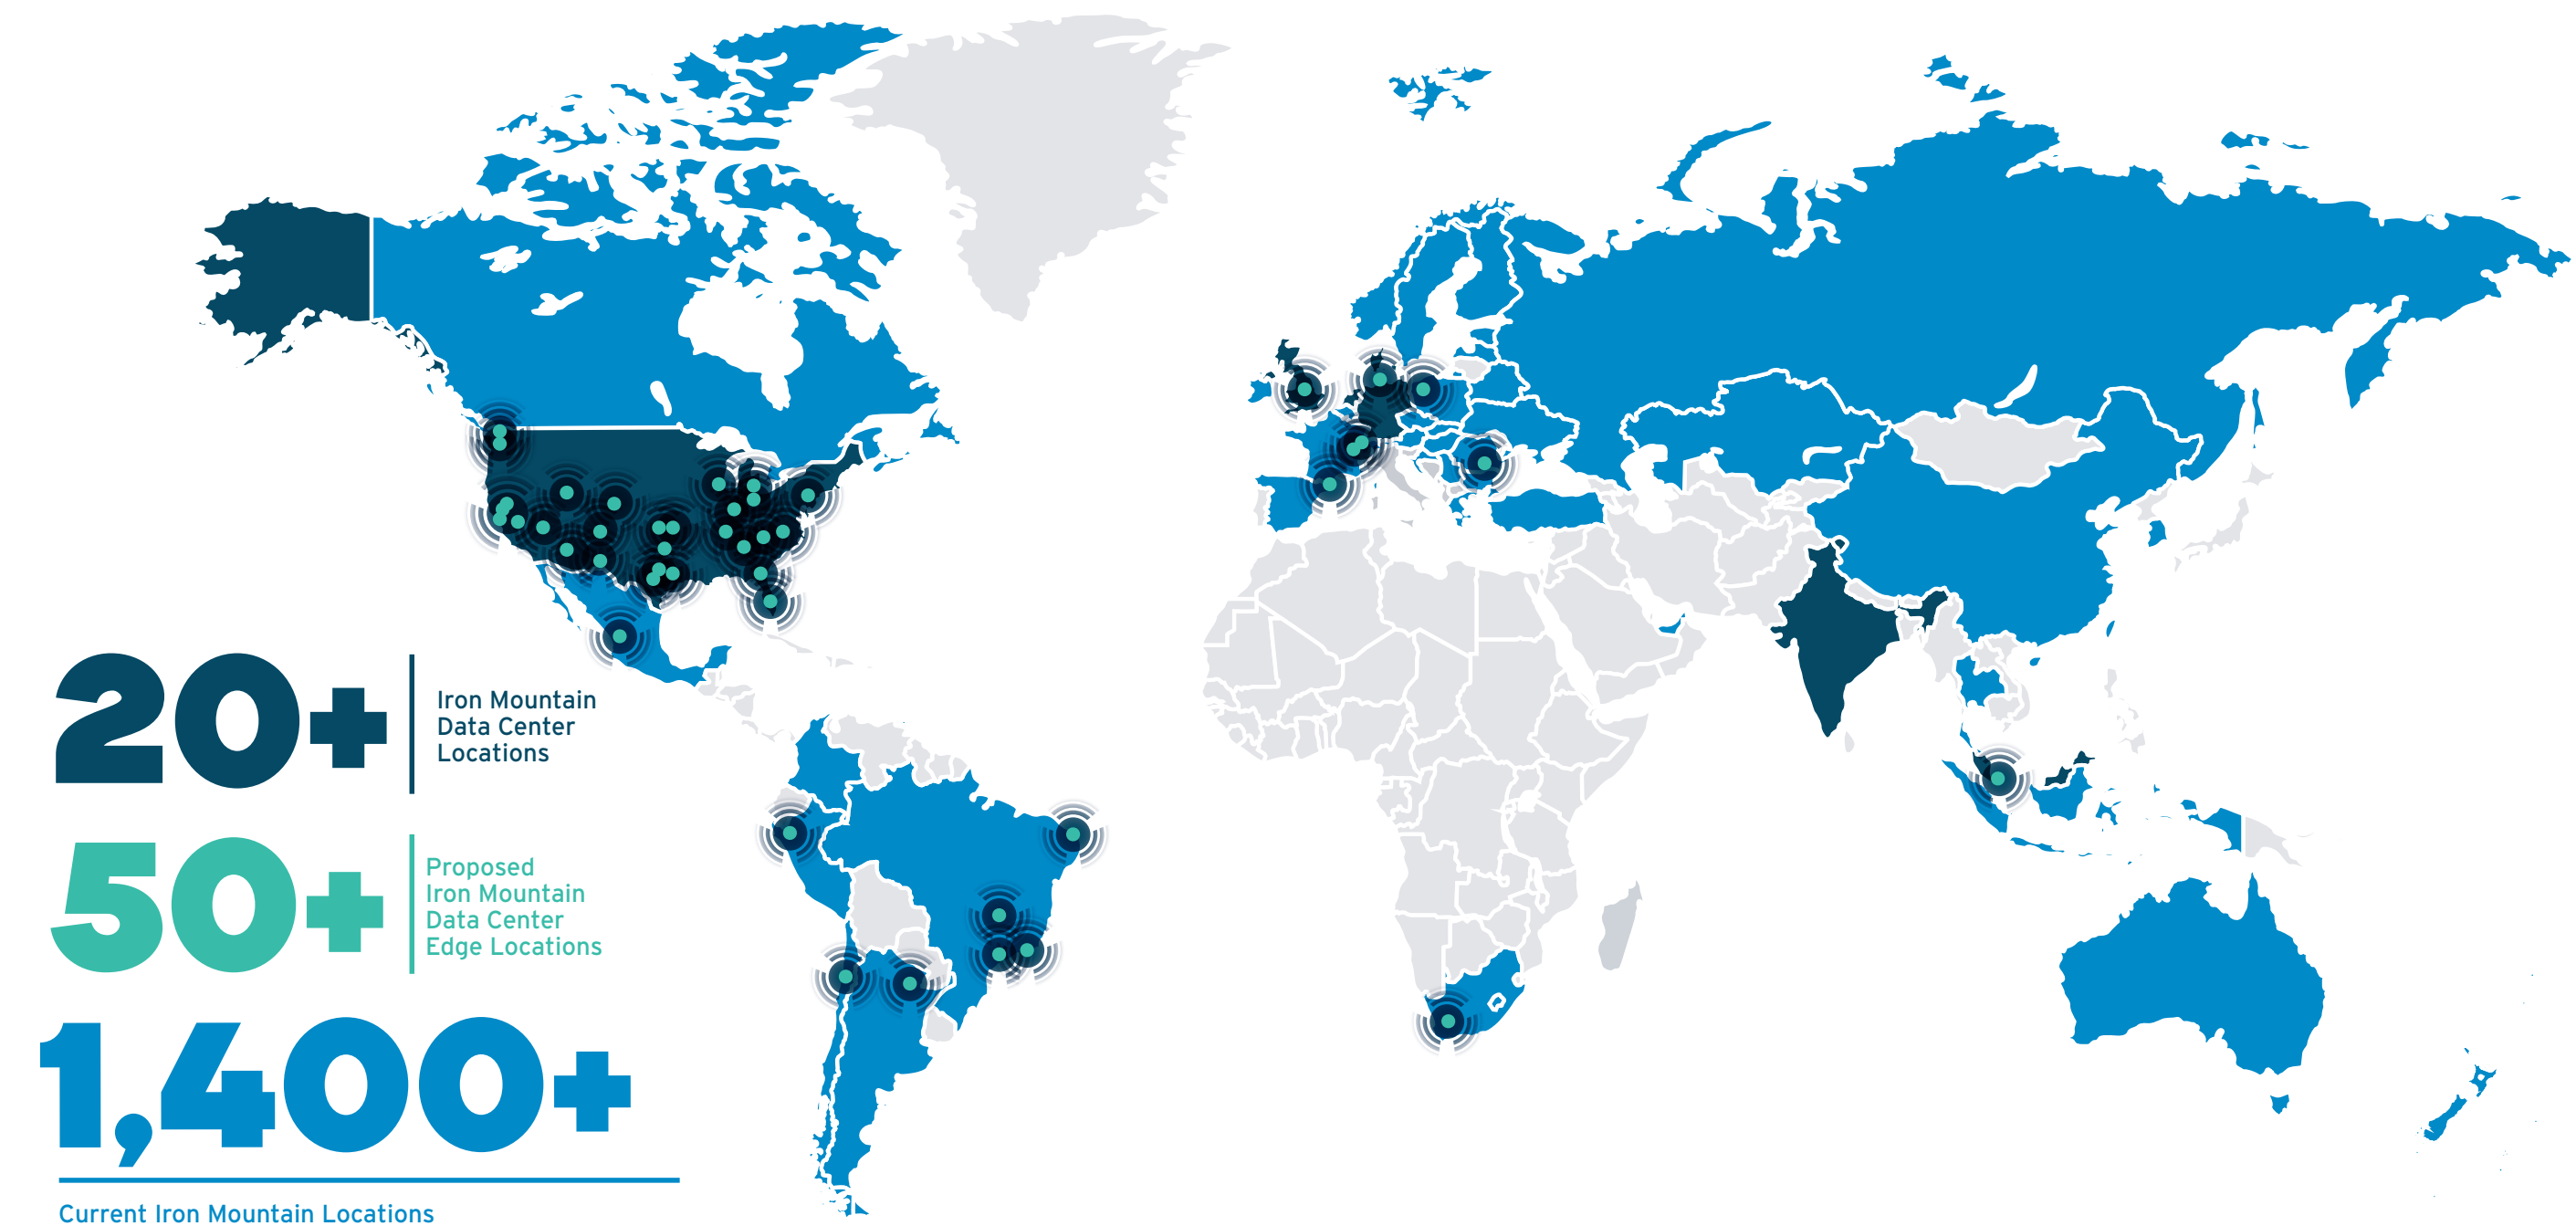 20+
Iron Mountain
Data Center
Locations
50+
Proposed
Iron Mountain
Data Center
Edge Locations
1,400+
Current Iron Mountain Locations